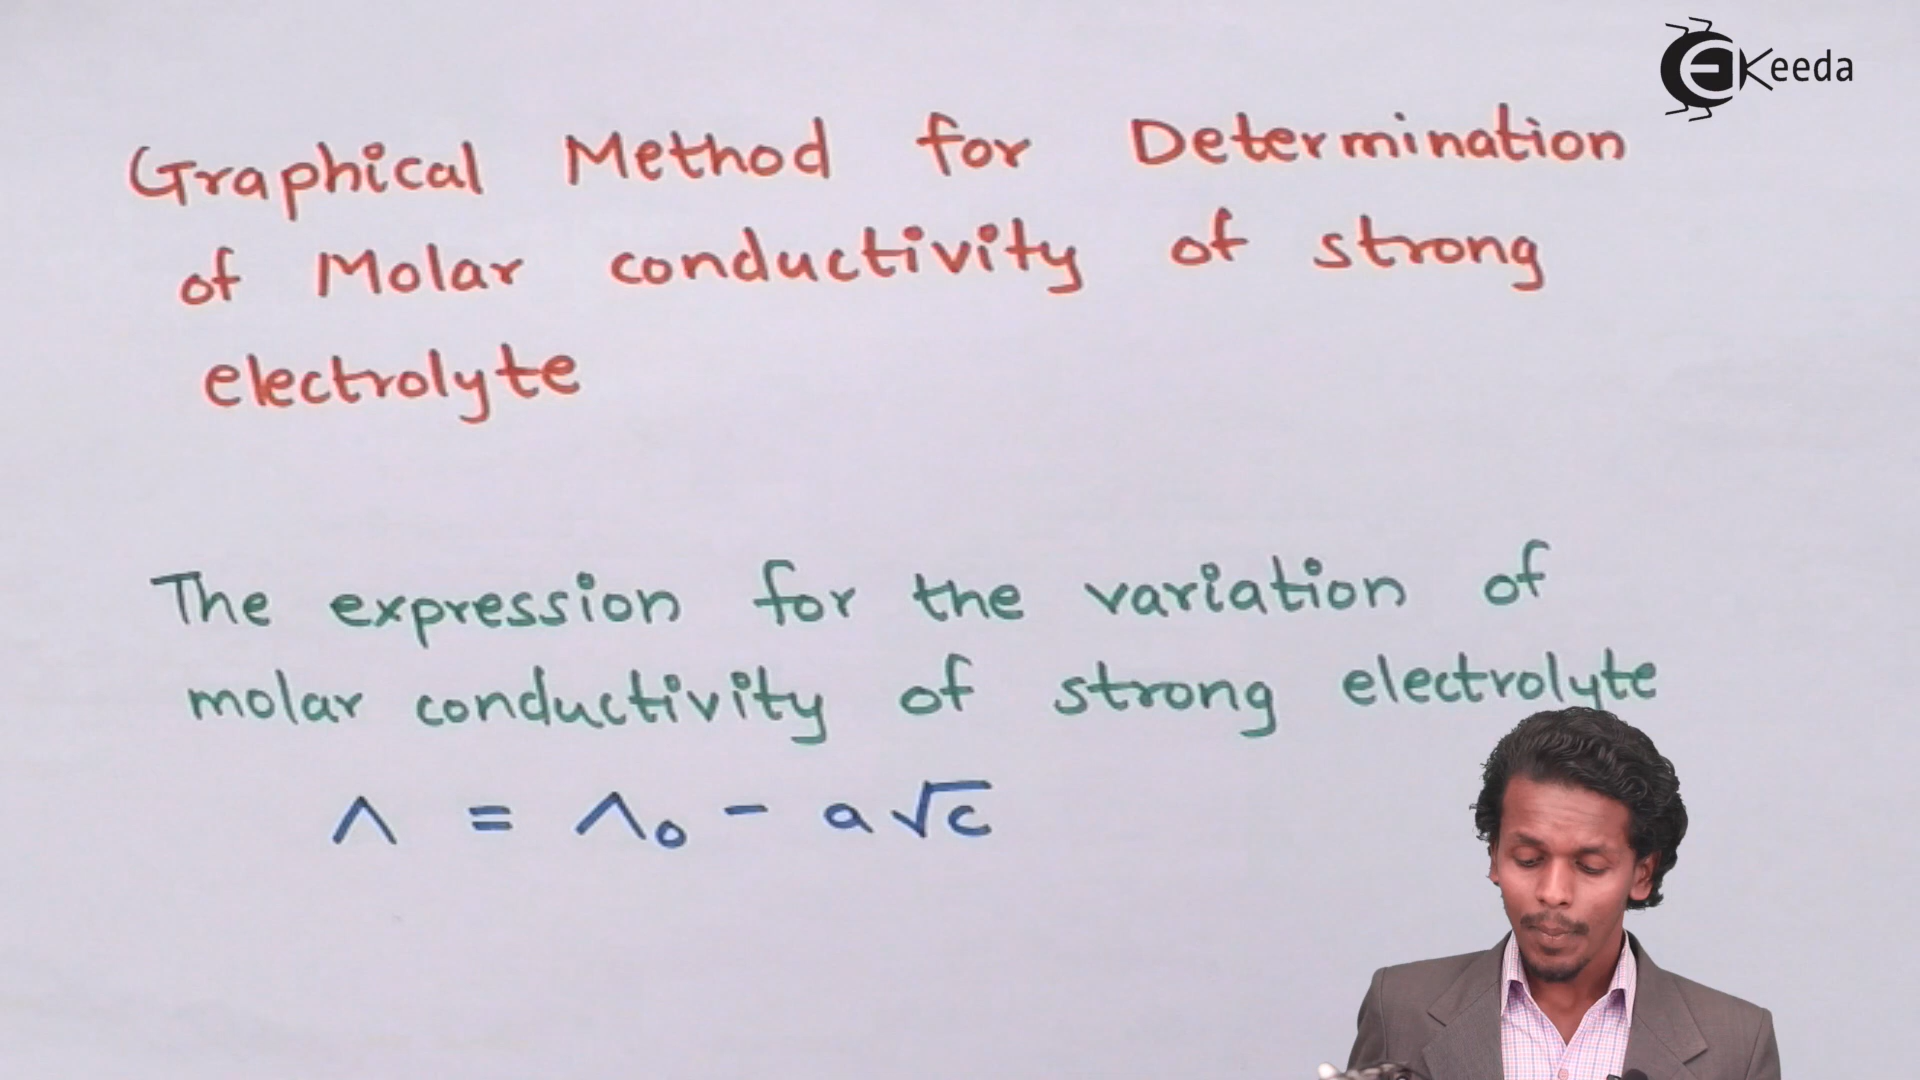 EKeeda
Graphical Method for Determination
of Molar conductivity of strong
electrolyte
The expression for the variation of
molar conductivity of strong electrolyte
Λ = Λ₀ - a√c